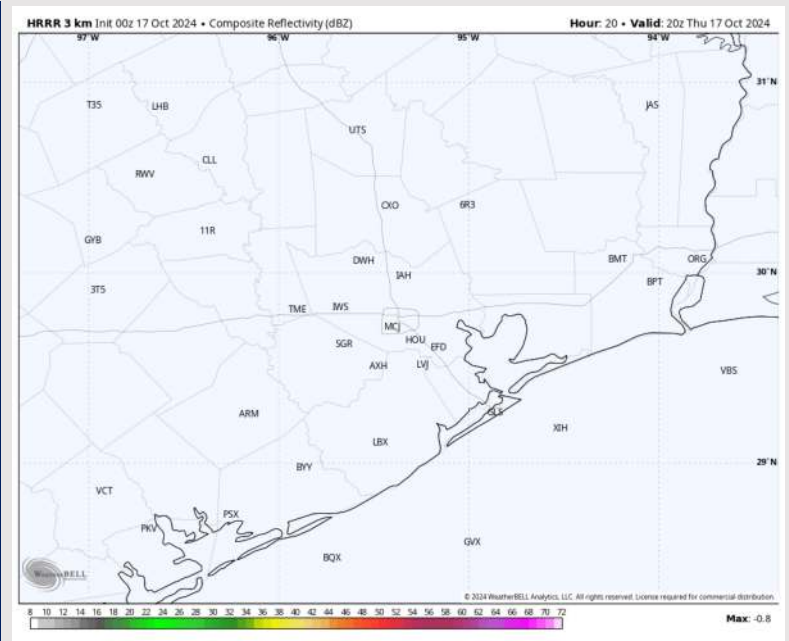 HRRR 3 km Init 00z 17 Oct 2024 • Composite Reflectivity (dBZ)
Hour: 20 • Valid: 20z Thu 17 Oct 2024
97°W 96°W 95°W 94°W
31°N
T35 LHB JAS
UTS
CLL
RWV
CXO 6R3
11R
GYB
DWH BMT ORG
30°N
IAH
BPT
3T5
TME IWS
MCJ
SGR HOU EFD
AXH LVJ
VBS
ARM GLS
XIH
LBX
29°N
BYY
VCT
PSX
PKV
GVX
BQX
WeatherBELL
© 2024 WeatherBELL Analytics, LLC. All rights reserved. License required for commercial distribution.
8 10 12 14 16 18 20 22 24 26 28 30 32 34 36 38 40 42 44 46 48 50 52 54 56 58 60 62 64 66 68 70 72
Max: -0.8